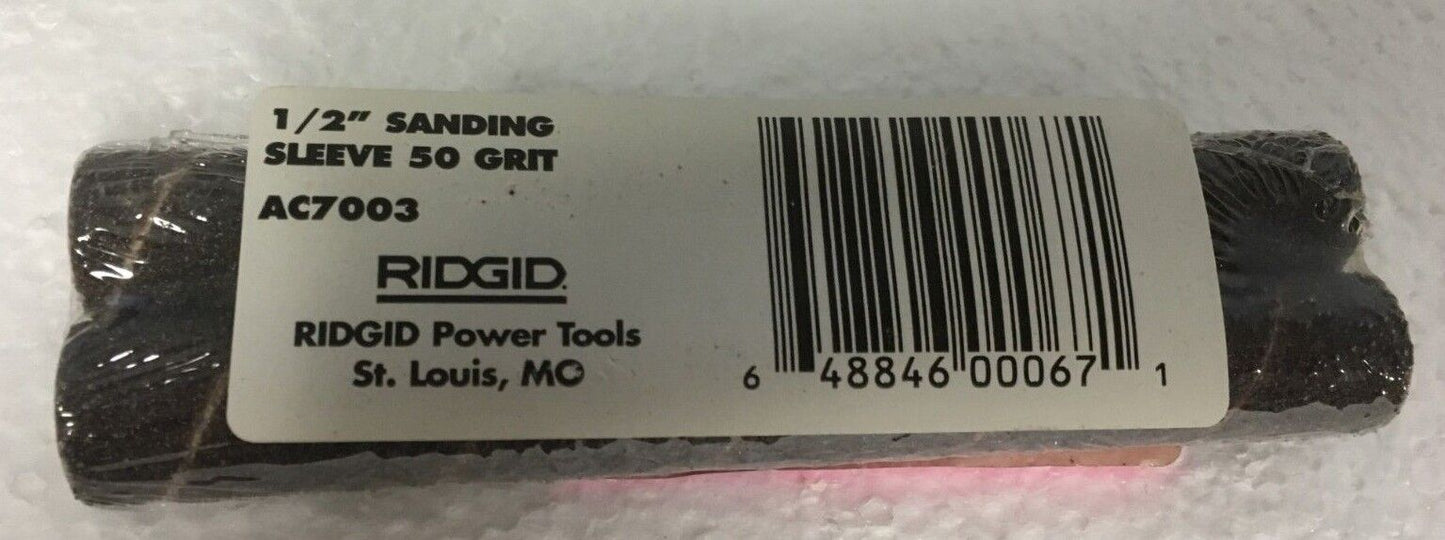 1/2" SANDING
SLEEVE 50 GRIT
AC7003
RIDGID
RIDGID Power Tools
St. Louis, MO
6 48846 00067 1